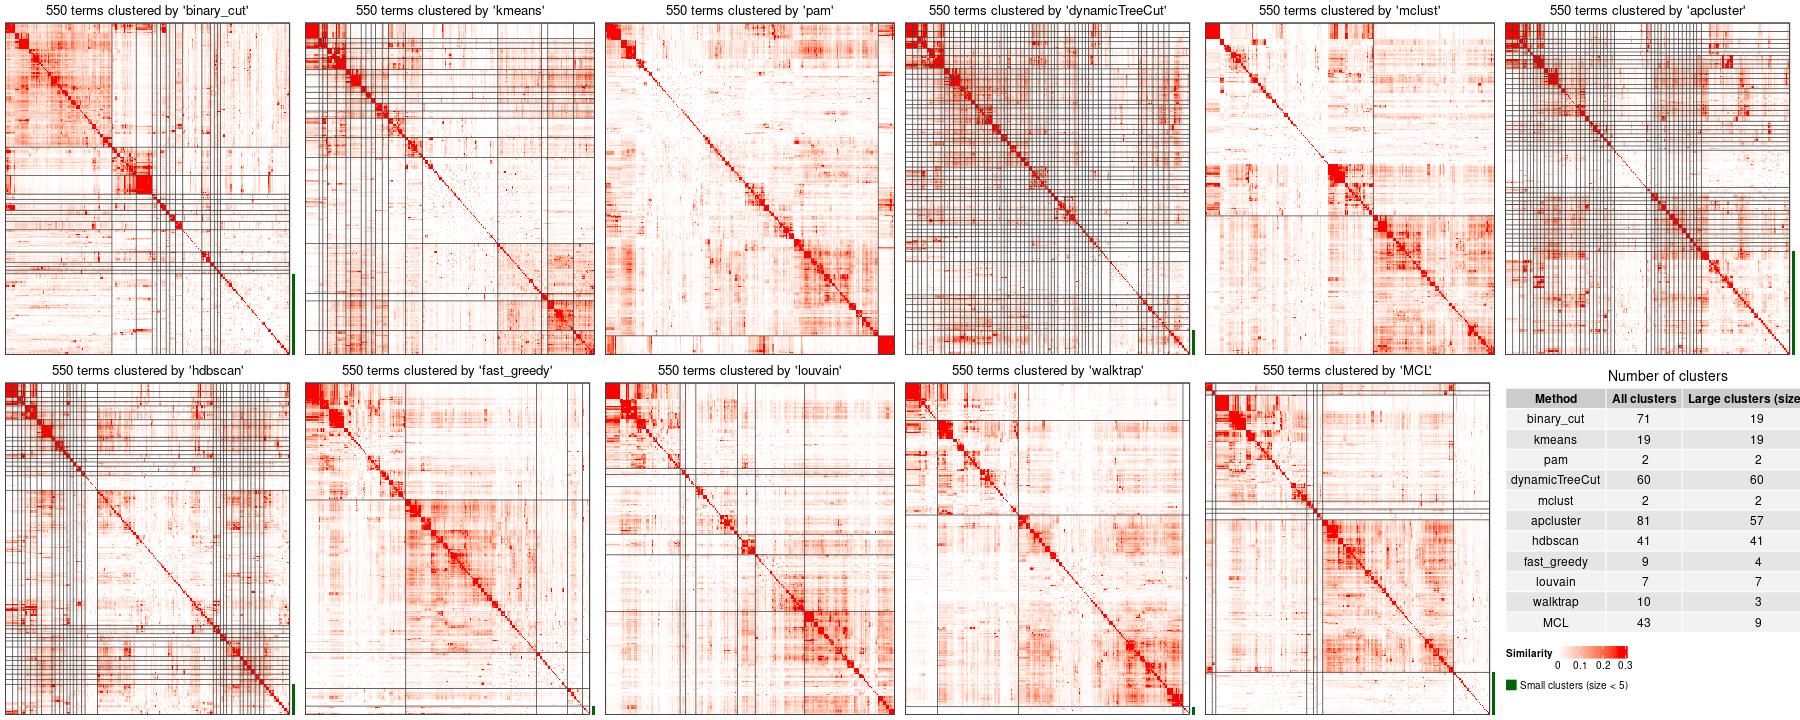 550 terms clustered by 'binary_cut'
550 terms clustered by 'kmeans'
550 terms clustered by 'pam'
550 terms clustered by 'dynamicTreeCut'
550 terms clustered by 'mclust'
550 terms clustered by 'apcluster'
550 terms clustered by 'hdbscan'
550 terms clustered by 'fast_greedy'
550 terms clustered by 'louvain'
550 terms clustered by 'walktrap'
550 terms clustered by 'MCL'
Number of clusters
Method All clusters Large clusters (size
binary_cut 71 19
kmeans 19 19
pam 2 2
dynamicTreeCut 60 60
mclust 2 2
apcluster 81 57
hdbscan 41 41
fast_greedy 9 4
louvain 7 7
walktrap 10 3
MCL 43 9
Similarity
0 0.1 0.2 0.3
Small clusters (size < 5)